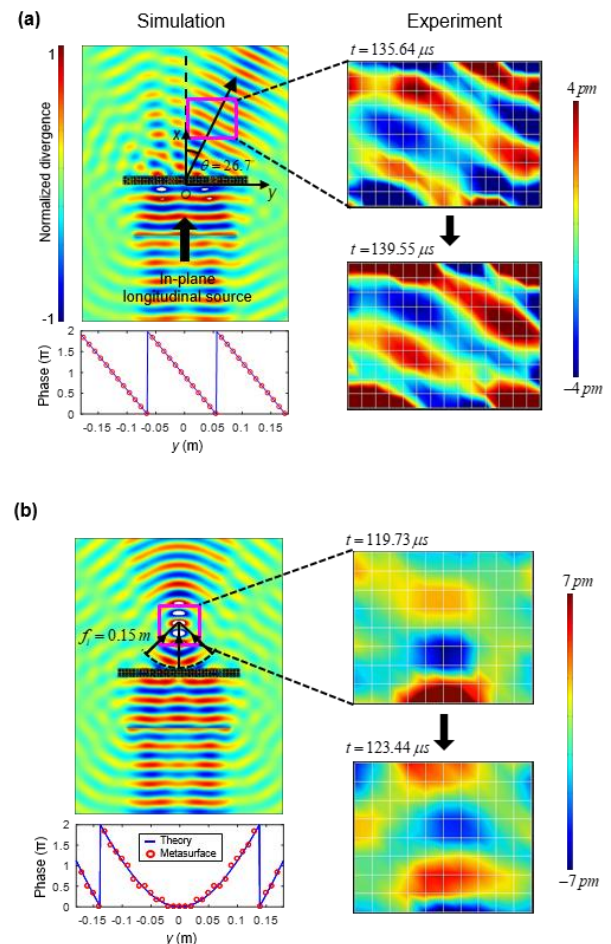 (a)
Simulation
Experiment
1
Normalized divergence
-1
x
θ = 26.7°
O
y
In-plane
longitudinal source
t = 135.64 μs
139.55 μs
4 pm
−4 pm
Phase (π)
2
1.5
1
0.5
0
-0.15 -0.1 -0.05 0 0.05 0.1 0.15
y (m)
(b)
f_l = 0.15 m
t = 119.73 μs
t = 123.44 μs
7 pm
−7 pm
Phase (π)
2
1.5
1
0.5
0
Theory
Metasurface
-0.15 -0.1 -0.05 0 0.05 0.1 0.15
y (m)